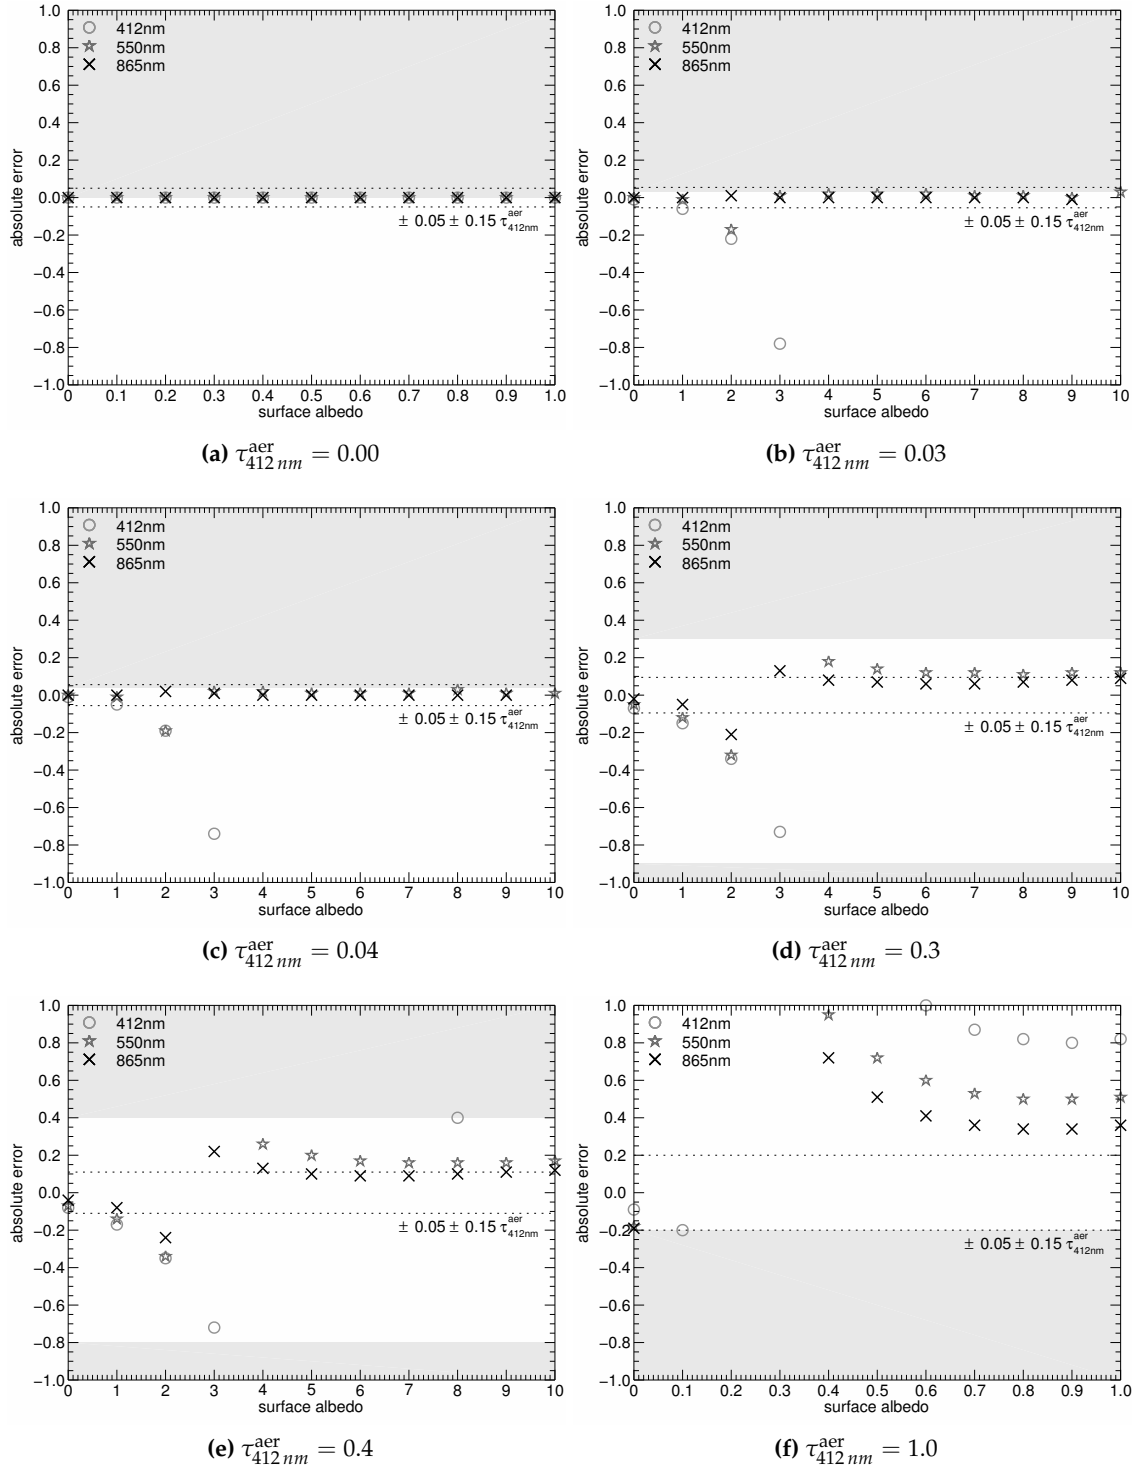 1.0
0.8
0.6
0.4
0.2
0.0
−0.2
−0.4
−0.6
−0.8
−1.0
absolute error
412nm
550nm
865nm
± 0.05 ± 0.15 τ^aer_412nm
0 0.1 0.2 0.3 0.4 0.5 0.6 0.7 0.8 0.9 1.0
surface albedo
(a) τ^aer_412 nm = 0.00
1.0
0.8
0.6
0.4
0.2
0.0
−0.2
−0.4
−0.6
−0.8
−1.0
absolute error
412nm
550nm
865nm
± 0.05 ± 0.15 τ^aer_412nm
0 1 2 3 4 5 6 7 8 9 10
surface albedo
(b) τ^aer_412 nm = 0.03
1.0
0.8
0.6
0.4
0.2
0.0
−0.2
−0.4
−0.6
−0.8
−1.0
absolute error
412nm
550nm
865nm
± 0.05 ± 0.15 τ^aer_412nm
0 1 2 3 4 5 6 7 8 9 10
surface albedo
(c) τ^aer_412 nm = 0.04
1.0
0.8
0.6
0.4
0.2
0.0
−0.2
−0.4
−0.6
−0.8
−1.0
absolute error
412nm
550nm
865nm
± 0.05 ± 0.15 τ^aer_412nm
0 1 2 3 4 5 6 7 8 9 10
surface albedo
(d) τ^aer_412 nm = 0.3
1.0
0.8
0.6
0.4
0.2
0.0
−0.2
−0.4
−0.6
−0.8
−1.0
absolute error
412nm
550nm
865nm
± 0.05 ± 0.15 τ^aer_412nm
0 1 2 3 4 5 6 7 8 9 10
surface albedo
(e) τ^aer_412 nm = 0.4
1.0
0.8
0.6
0.4
0.2
0.0
−0.2
−0.4
−0.6
−0.8
−1.0
absolute error
412nm
550nm
865nm
± 0.05 ± 0.15 τ^aer_412nm
0 0.1 0.2 0.3 0.4 0.5 0.6 0.7 0.8 0.9 1.0
surface albedo
(f) τ^aer_412 nm = 1.0